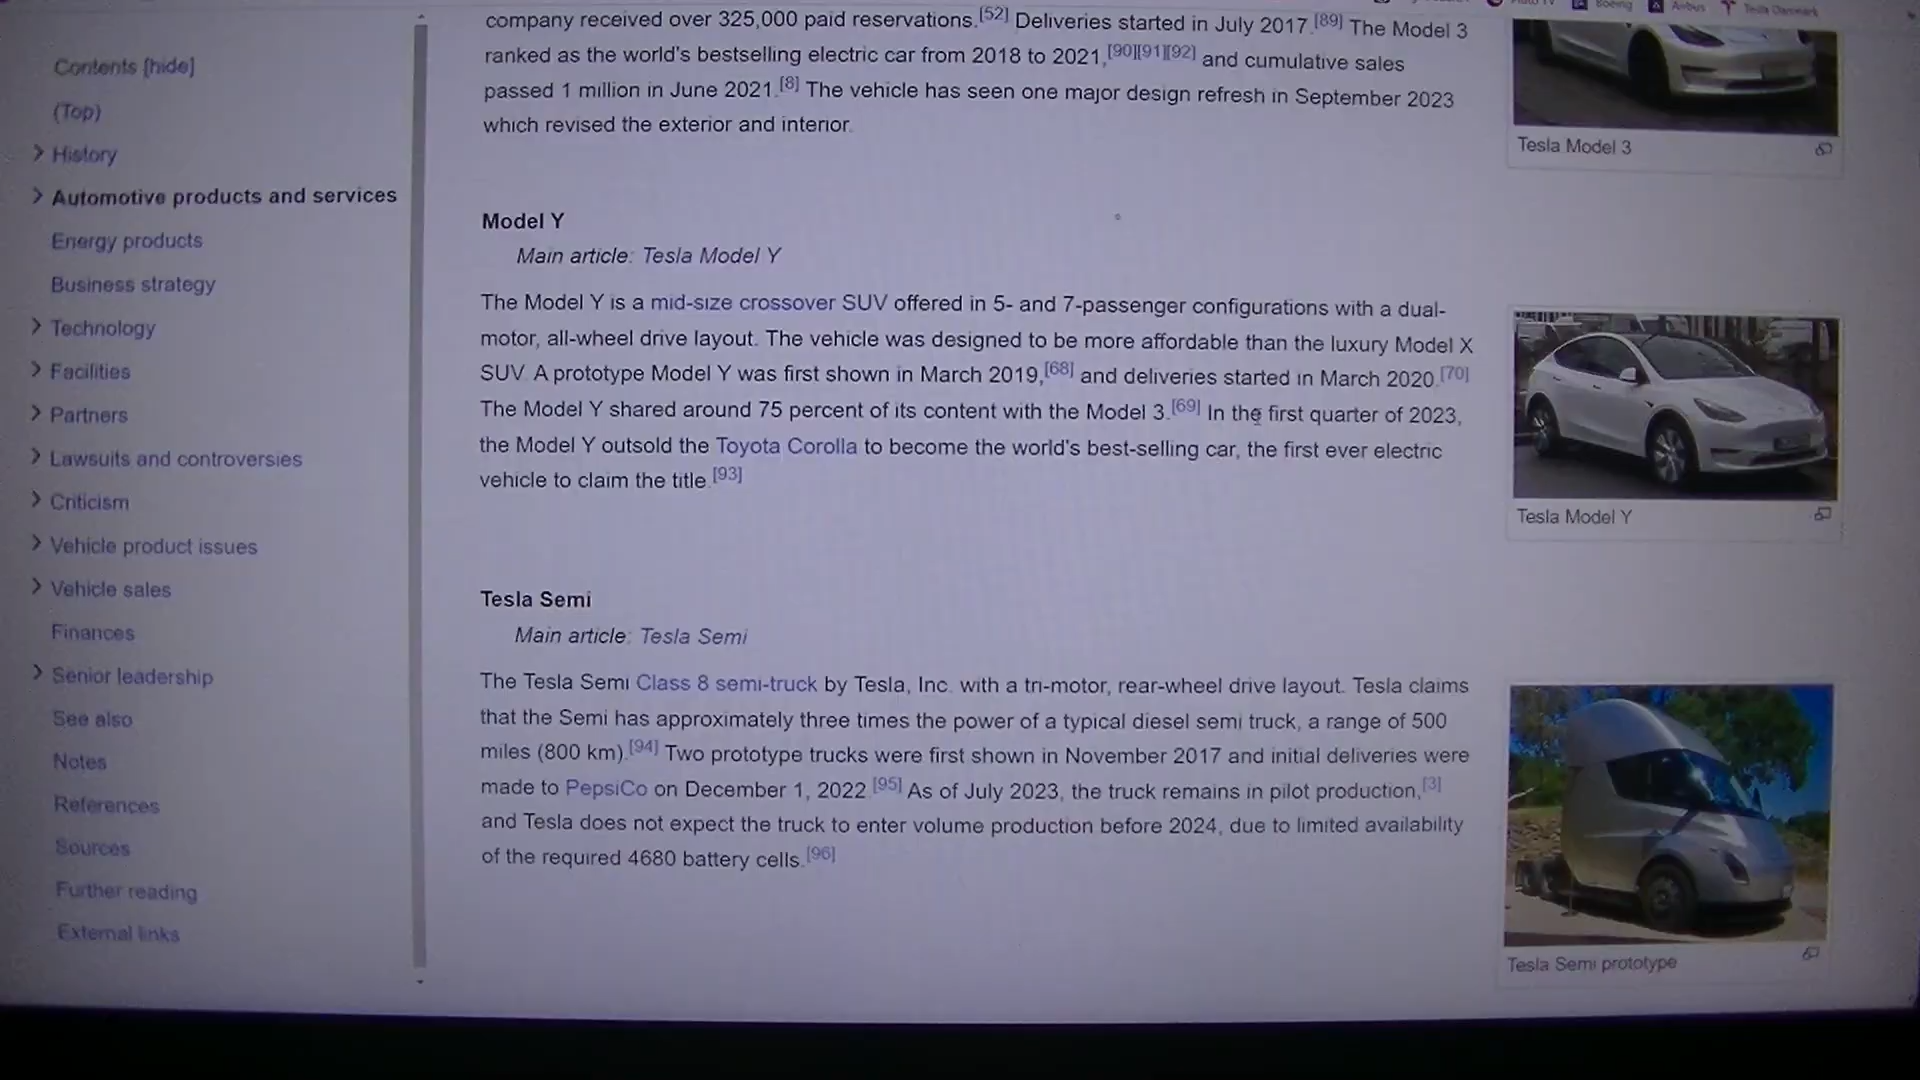 Boeing
Airbus
Tesla Danmark
company received over 325,000 paid reservations.[52] Deliveries started in July 2017.[89] The Model 3
ranked as the world's bestselling electric car from 2018 to 2021,[90][91][92] and cumulative sales
passed 1 million in June 2021.[8] The vehicle has seen one major design refresh in September 2023
which revised the exterior and interior.
Tesla Model 3
Contents [hide]
(Top)
History
Automotive products and services
Energy products
Business strategy
Technology
Facilities
Partners
Lawsuits and controversies
Criticism
Vehicle product issues
Vehicle sales
Finances
Senior leadership
See also
Notes
References
Sources
Further reading
External links
Model Y
Main article: Tesla Model Y
The Model Y is a mid-size crossover SUV offered in 5- and 7-passenger configurations with a dual-
motor, all-wheel drive layout. The vehicle was designed to be more affordable than the luxury Model X
SUV. A prototype Model Y was first shown in March 2019,[68] and deliveries started in March 2020.[70]
The Model Y shared around 75 percent of its content with the Model 3.[69] In the first quarter of 2023,
the Model Y outsold the Toyota Corolla to become the world's best-selling car, the first ever electric
vehicle to claim the title.[93]
Tesla Model Y
Tesla Semi
Main article: Tesla Semi
The Tesla Semi Class 8 semi-truck by Tesla, Inc. with a tri-motor, rear-wheel drive layout. Tesla claims
that the Semi has approximately three times the power of a typical diesel semi truck, a range of 500
miles (800 km).[94] Two prototype trucks were first shown in November 2017 and initial deliveries were
made to PepsiCo on December 1, 2022.[95] As of July 2023, the truck remains in pilot production,[3]
and Tesla does not expect the truck to enter volume production before 2024, due to limited availability
of the required 4680 battery cells.[96]
Tesla Semi prototype